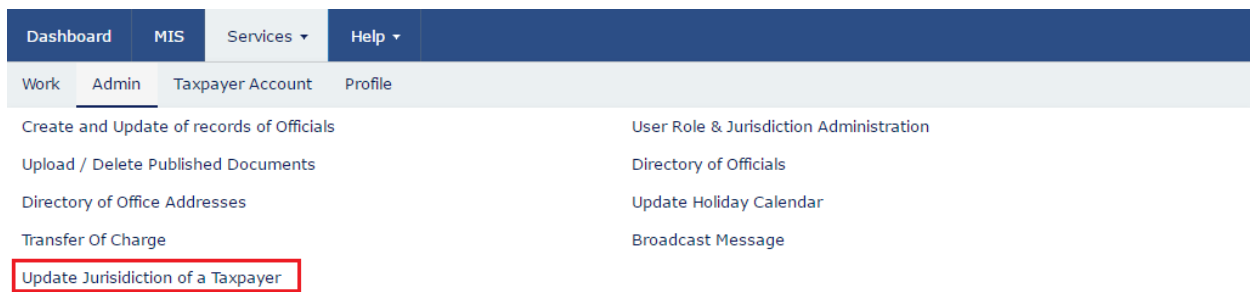 Dashboard MIS Services Help
Work Admin Taxpayer Account Profile
Create and Update of records of Officials User Role & Jurisdiction Administration
Upload / Delete Published Documents Directory of Officials
Directory of Office Addresses Update Holiday Calendar
Transfer Of Charge Broadcast Message
Update Jurisidiction of a Taxpayer